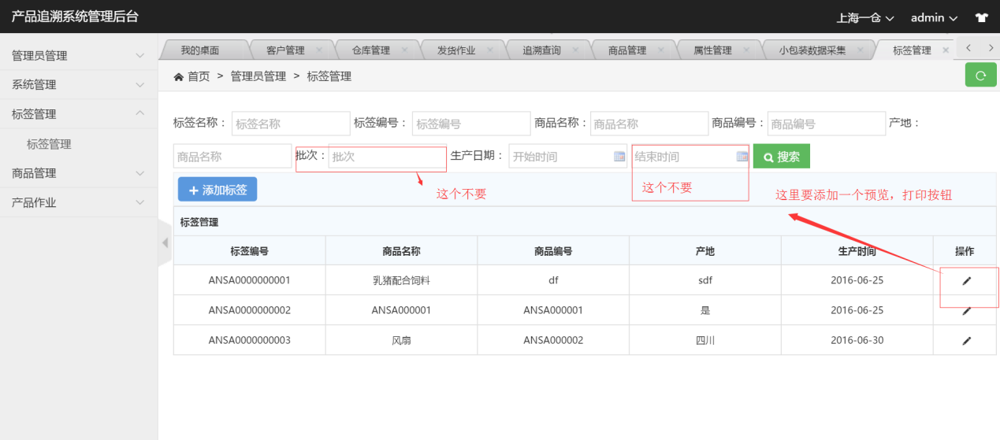 产品追溯系统管理后台
上海一仓 admin
管理员管理
系统管理
标签管理
标签管理
商品管理
产品作业
我的桌面 客户管理 仓库管理 发货作业 追溯查询 商品管理 属性管理 小包装数据采集 标签管理
首页 > 管理员管理 > 标签管理
标签名称： 标签名称 标签编号： 标签编号 商品名称： 商品名称 商品编号： 商品编号 产地：
商品名称 批次： 批次 生产日期： 开始时间 结束时间 搜索
添加标签 这个不要 这个不要 这里要添加一个预览，打印按钮
标签管理
标签编号 商品名称 商品编号 产地 生产时间 操作
ANSA0000000001 乳猪配合饲料 df sdf 2016-06-25
ANSA0000000002 ANSA000001 ANSA000001 是 2016-06-25
ANSA0000000003 风扇 ANSA000002 四川 2016-06-30